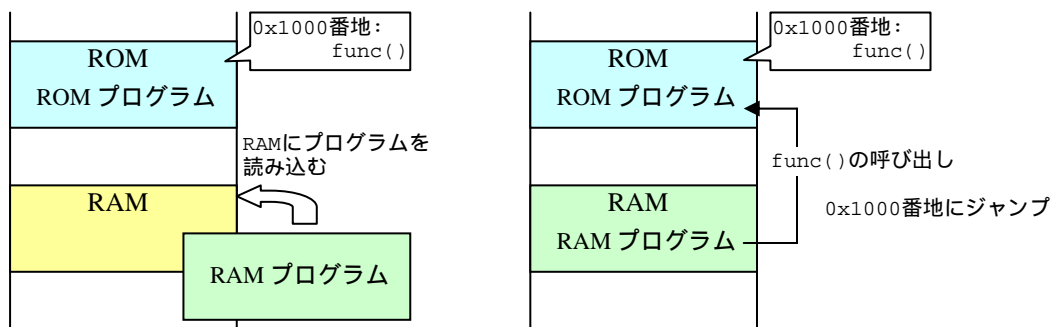 0x1000番地:
func()
ROM
ROM プログラム
RAMにプログラムを
読み込む
RAM
RAM プログラム
0x1000番地:
func()
ROM
ROM プログラム
func()の呼び出し
RAM
0x1000番地にジャンプ
RAM プログラム